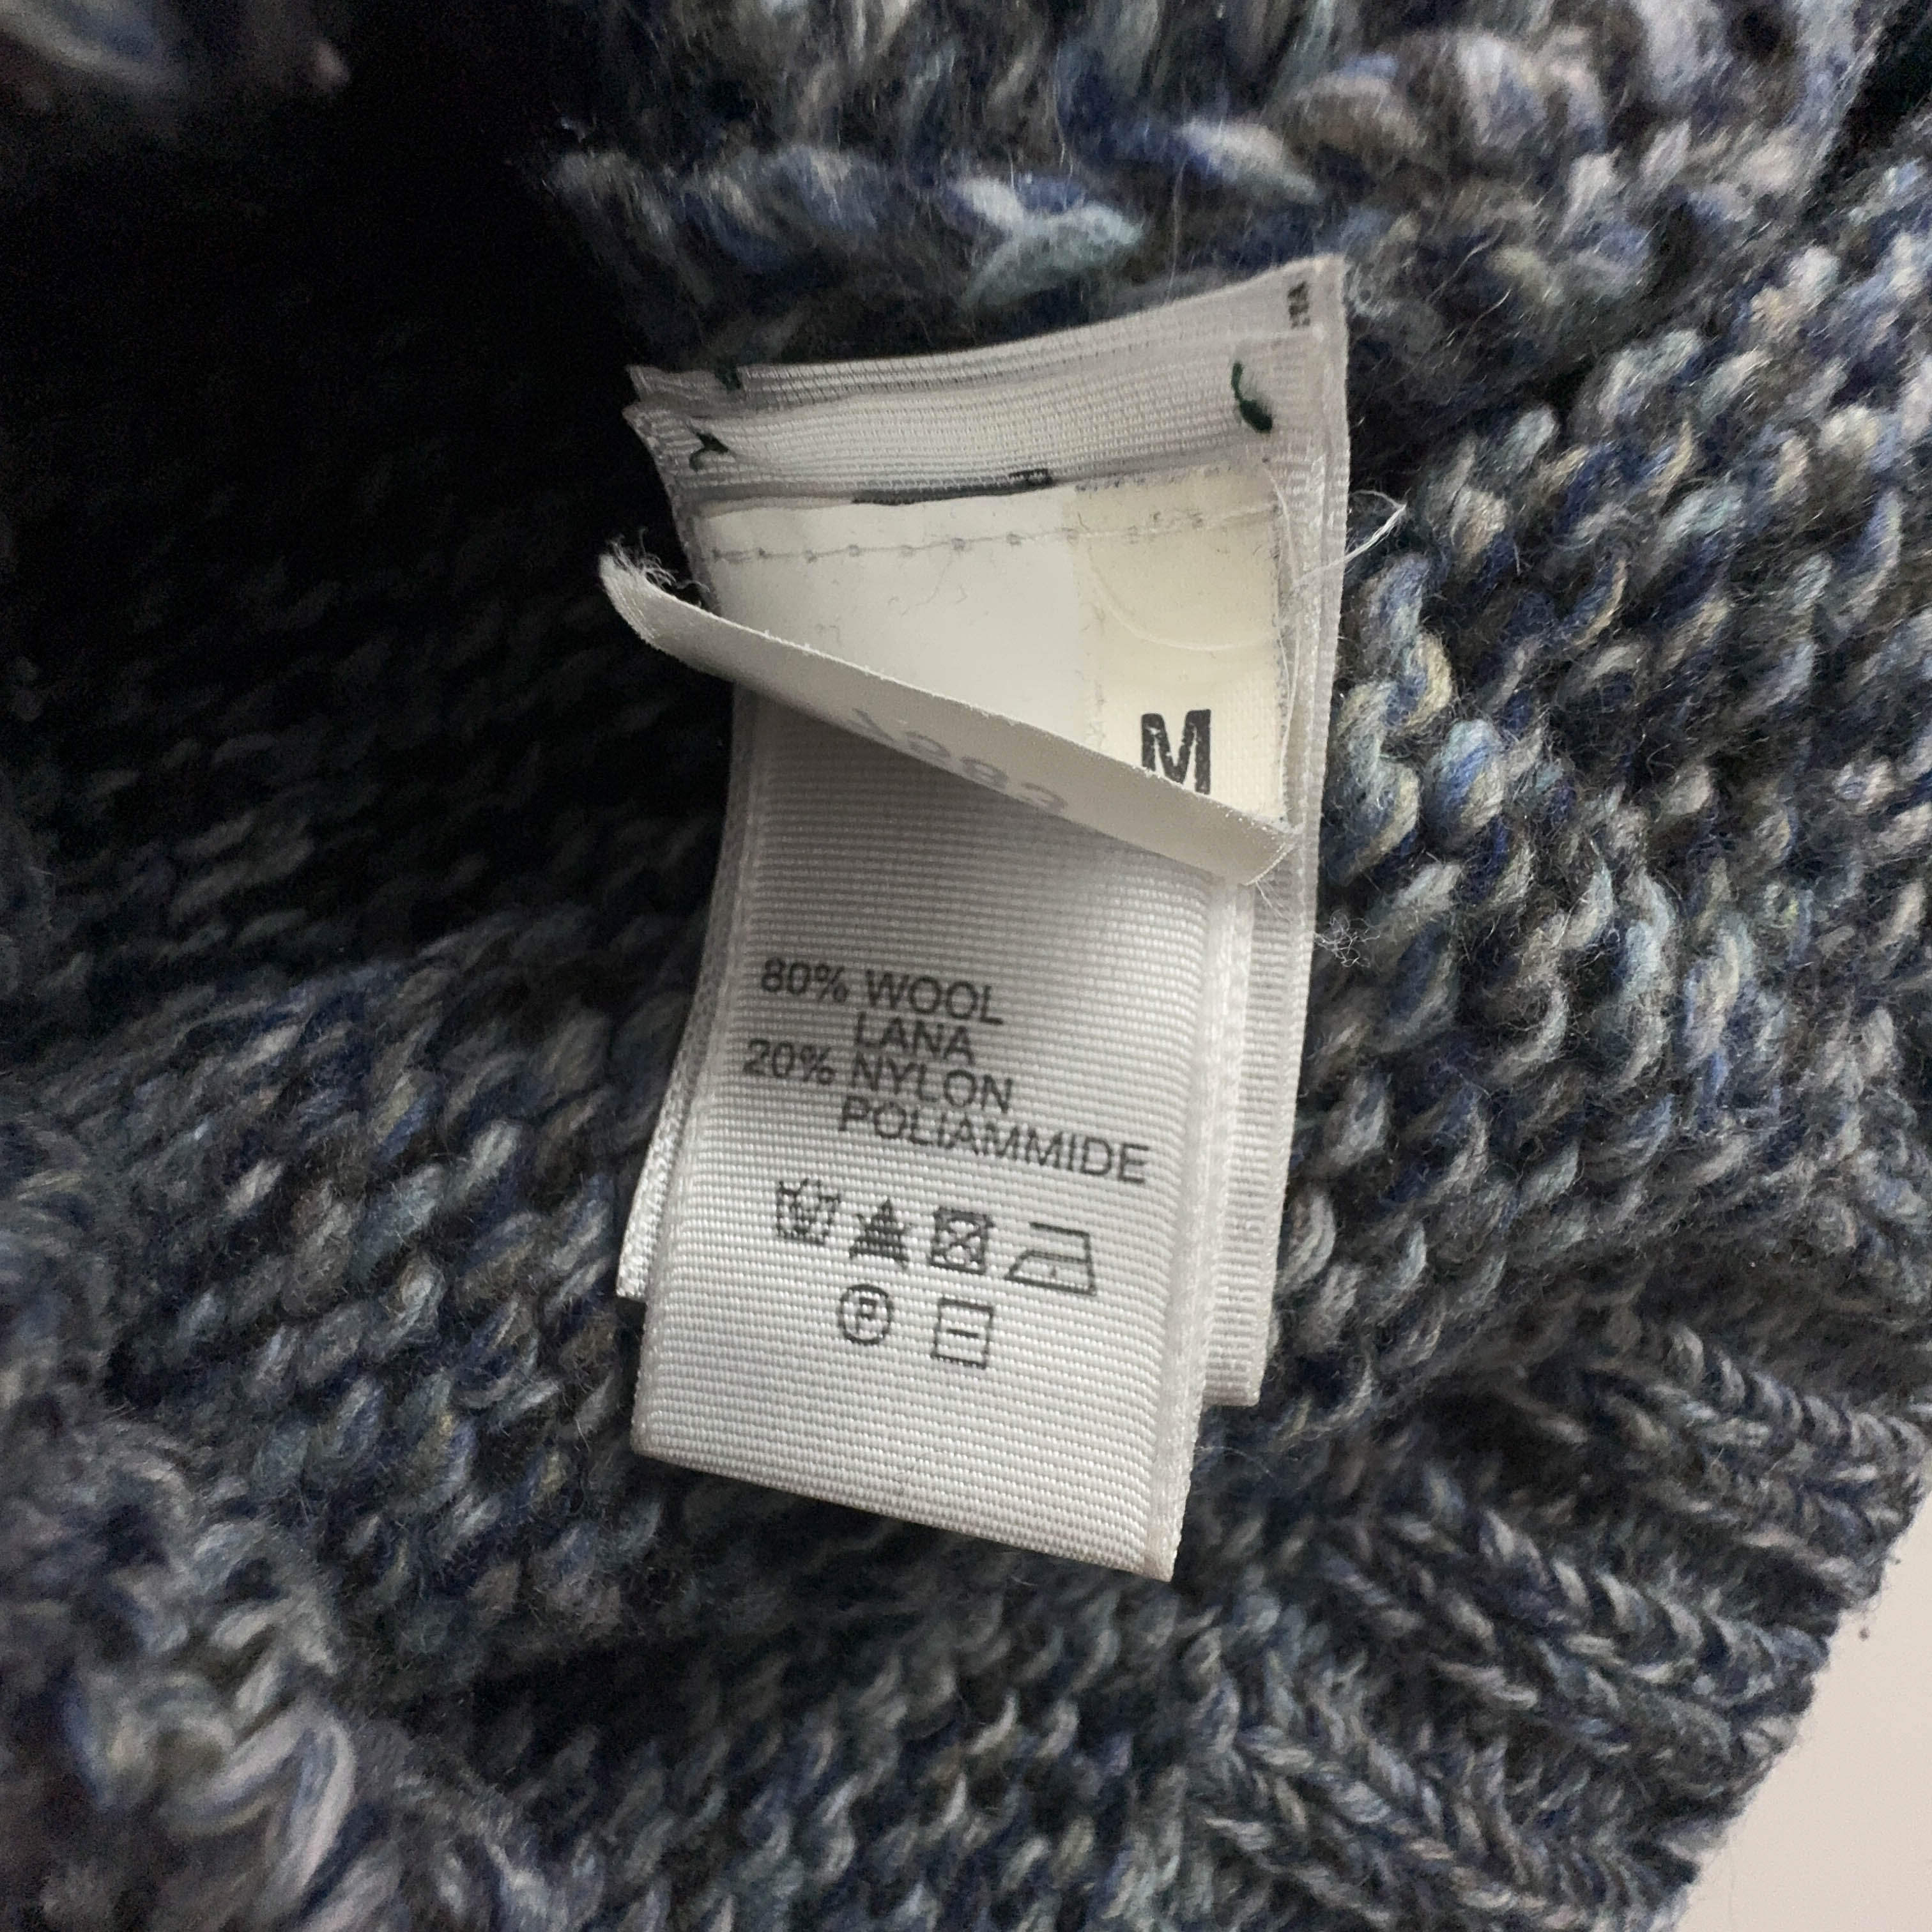 M
80% WOOL
LANA
20% NYLON
POLIAMMIDE
P